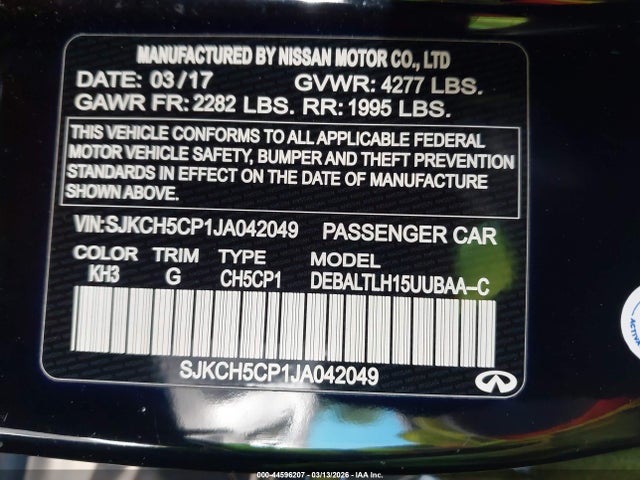 MANUFACTURED BY NISSAN MOTOR CO., LTD
DATE: 03/17 GVWR: 4277 LBS.
GAWR FR: 2282 LBS. RR: 1995 LBS.
THIS VEHICLE CONFORMS TO ALL APPLICABLE FEDERAL
MOTOR VEHICLE SAFETY, BUMPER AND THEFT PREVENTION
STANDARDS IN EFFECT ON THE DATE OF MANUFACTURE
SHOWN ABOVE.
VIN:SJKCH5CP1JA042049 PASSENGER CAR
COLOR TRIM TYPE MODEL
KH3 G CH5CP1 DEBALTLH15UUBAA-C
SJKCH5CP1JA042049
000-44596207 - 03/13/2026 - IAA Inc.